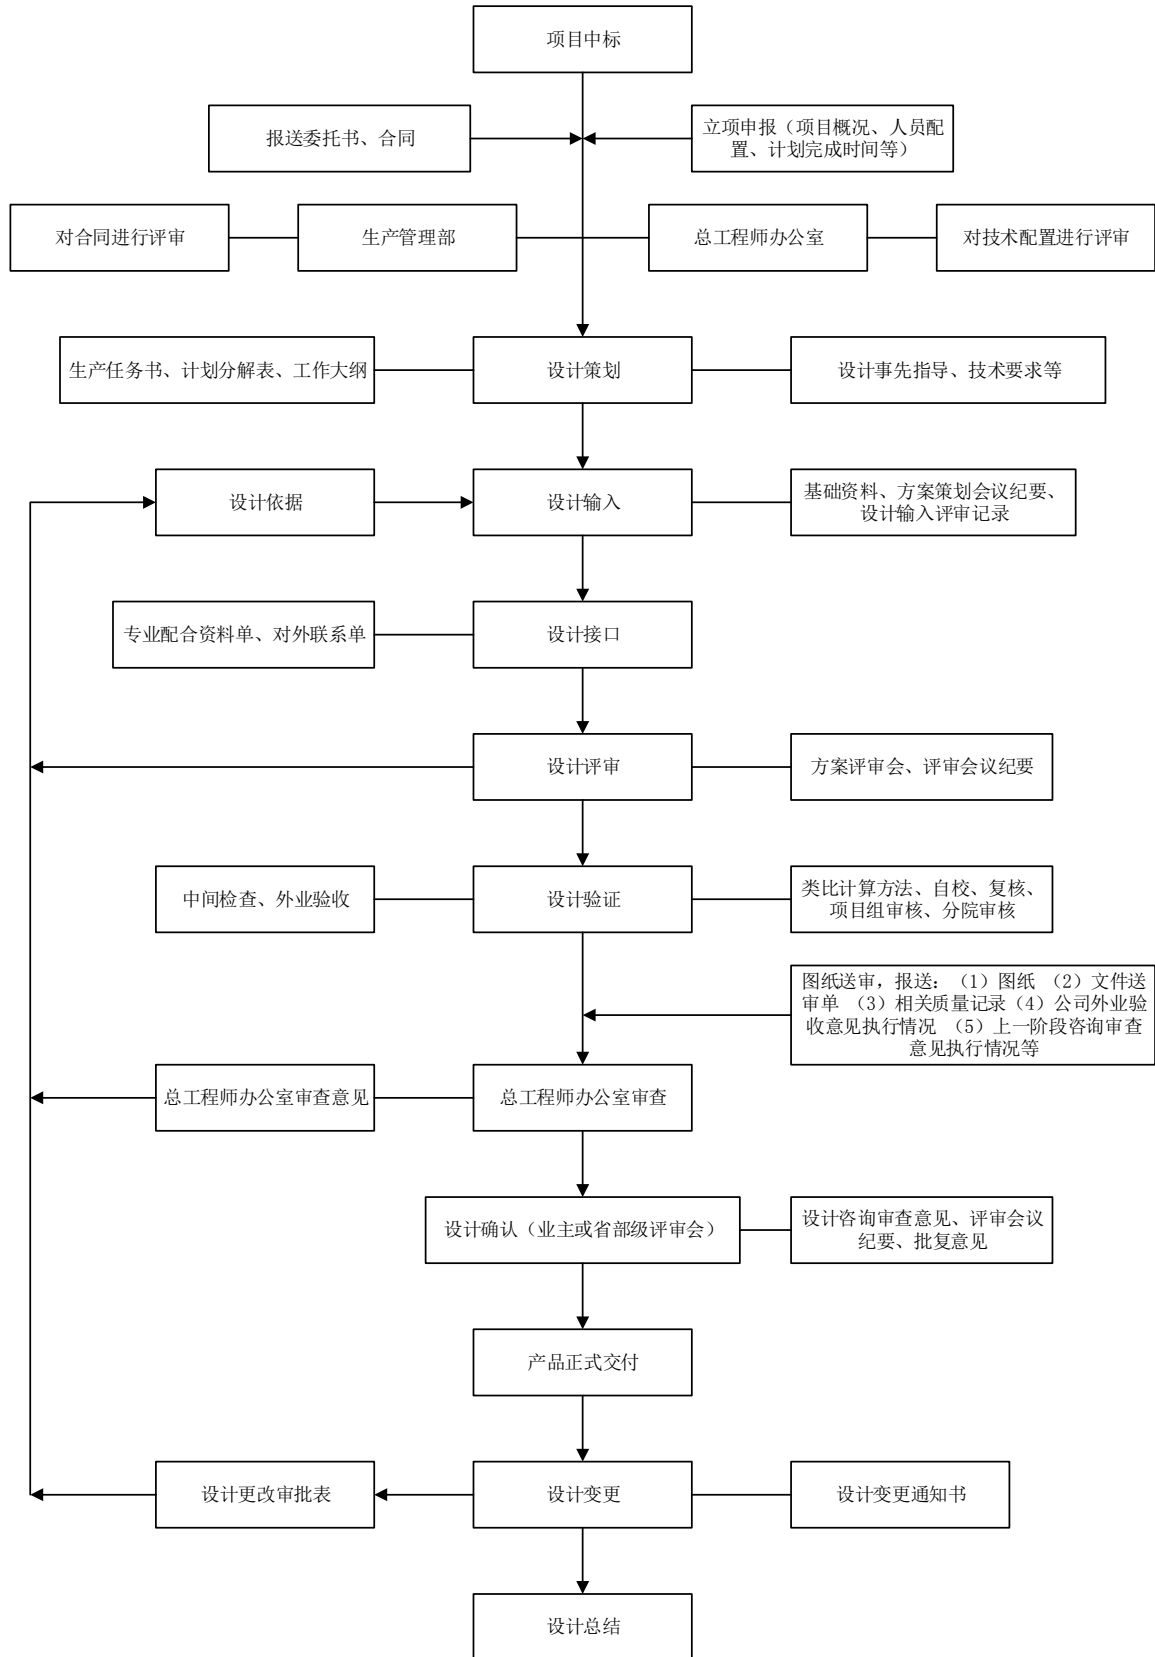 项目中标
报送委托书、合同
立项申报（项目概况、人员配
置、计划完成时间等）
对合同进行评审
生产管理部
总工程师办公室
对技术配置进行评审
生产任务书、计划分解表、工作大纲
设计策划
设计事先指导、技术要求等
设计依据
设计输入
基础资料、方案策划会议纪要、
设计输入评审记录
专业配合资料单、对外联系单
设计接口
设计评审
方案评审会、评审会议纪要
中间检查、外业验收
设计验证
类比计算方法、自校、复核、
项目组审核、分院审核
图纸送审，报送：（1）图纸 （2）文件送
审单 （3）相关质量记录（4）公司外业验
收意见执行情况 （5）上一阶段咨询审查
意见执行情况等
总工程师办公室审查意见
总工程师办公室审查
设计确认（业主或省部级评审会）
设计咨询审查意见、评审会议
纪要、批复意见
产品正式交付
设计更改审批表
设计变更
设计变更通知书
设计总结